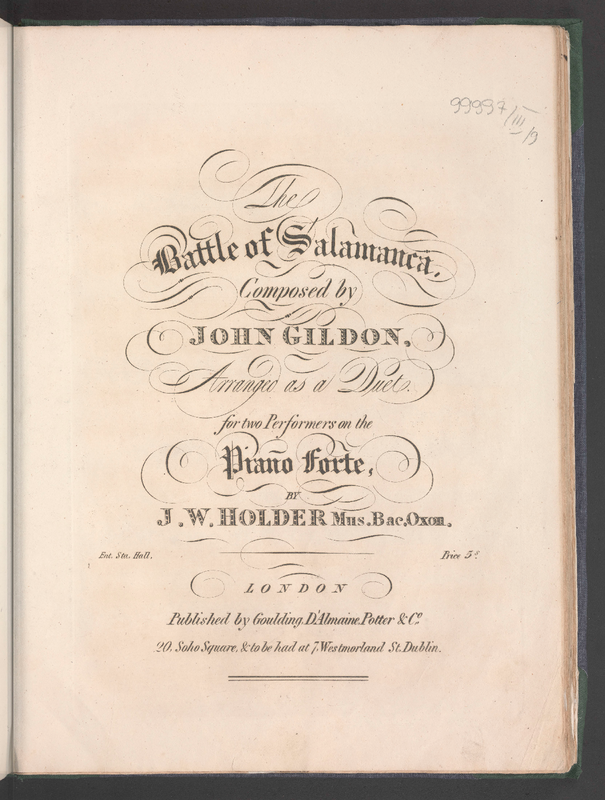 99997/III/9
The
Battle of Salamanca,
Composed by
JOHN GILDON,
Arranged as a Duet
for two Performers on the
Piano Forte,
BY
J. W. HOLDER Mus. Bac. Oxon.
Ent. Sta. Hall. Price 5s
LONDON
Published by Goulding, D'Almaine, Potter & Co.
20, Soho Square, & to be had at 7, Westmorland St. Dublin.